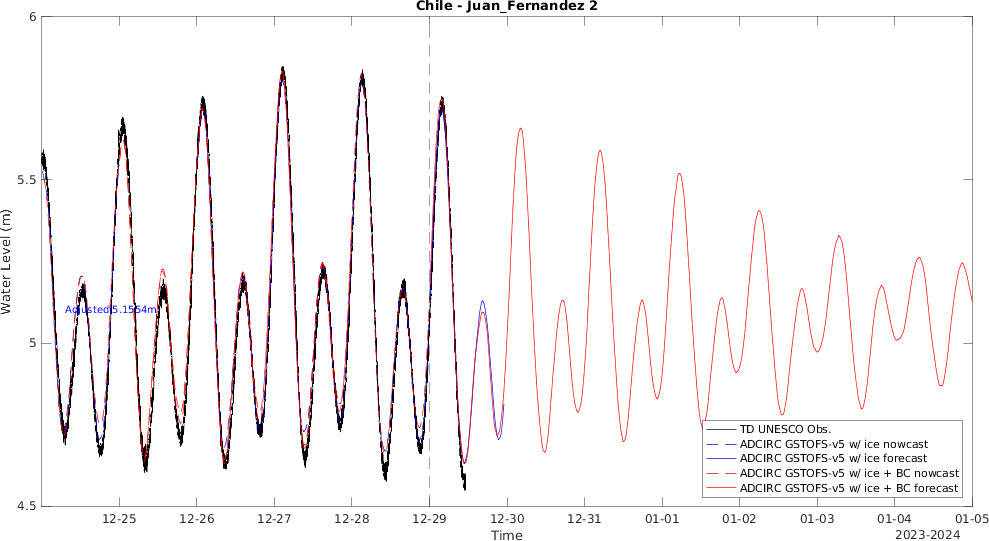 Chile - Juan_Fernandez 2
6
5.5
5
4.5
Water Level (m)
Adjusted 5.1554m
TD UNESCO Obs.
ADCIRC GSTOFS-v5 w/ ice nowcast
ADCIRC GSTOFS-v5 w/ ice forecast
ADCIRC GSTOFS-v5 w/ ice + BC nowcast
ADCIRC GSTOFS-v5 w/ ice + BC forecast
12-25 12-26 12-27 12-28 12-29 12-30 12-31 01-01 01-02 01-03 01-04 01-05
Time
2023-2024